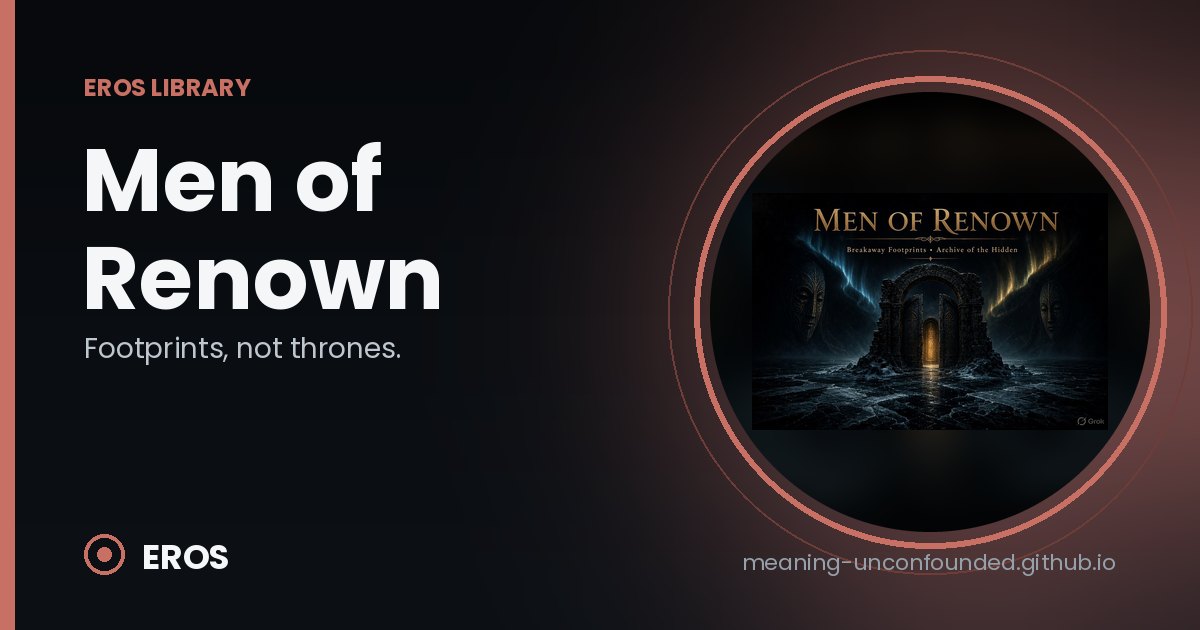 EROS LIBRARY
Men of
Renown
Footprints, not thrones.
MEN OF RENOWN
Breakaway Footprints • Archive of the Hidden
Grok
EROS
meaning-unconfounded.github.io